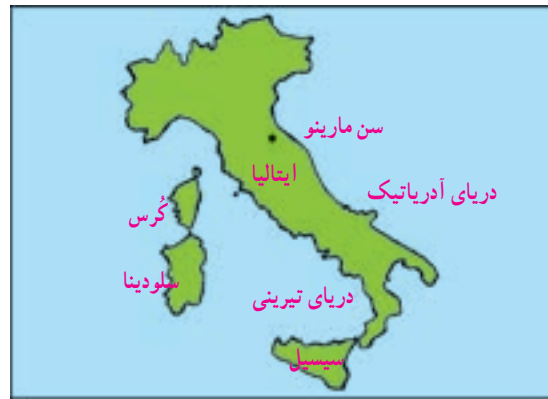 سن مارینو
ایتالیا
دریای آدریاتیک
کُرس
سلودینا
دریای تیرینی
سیسیل